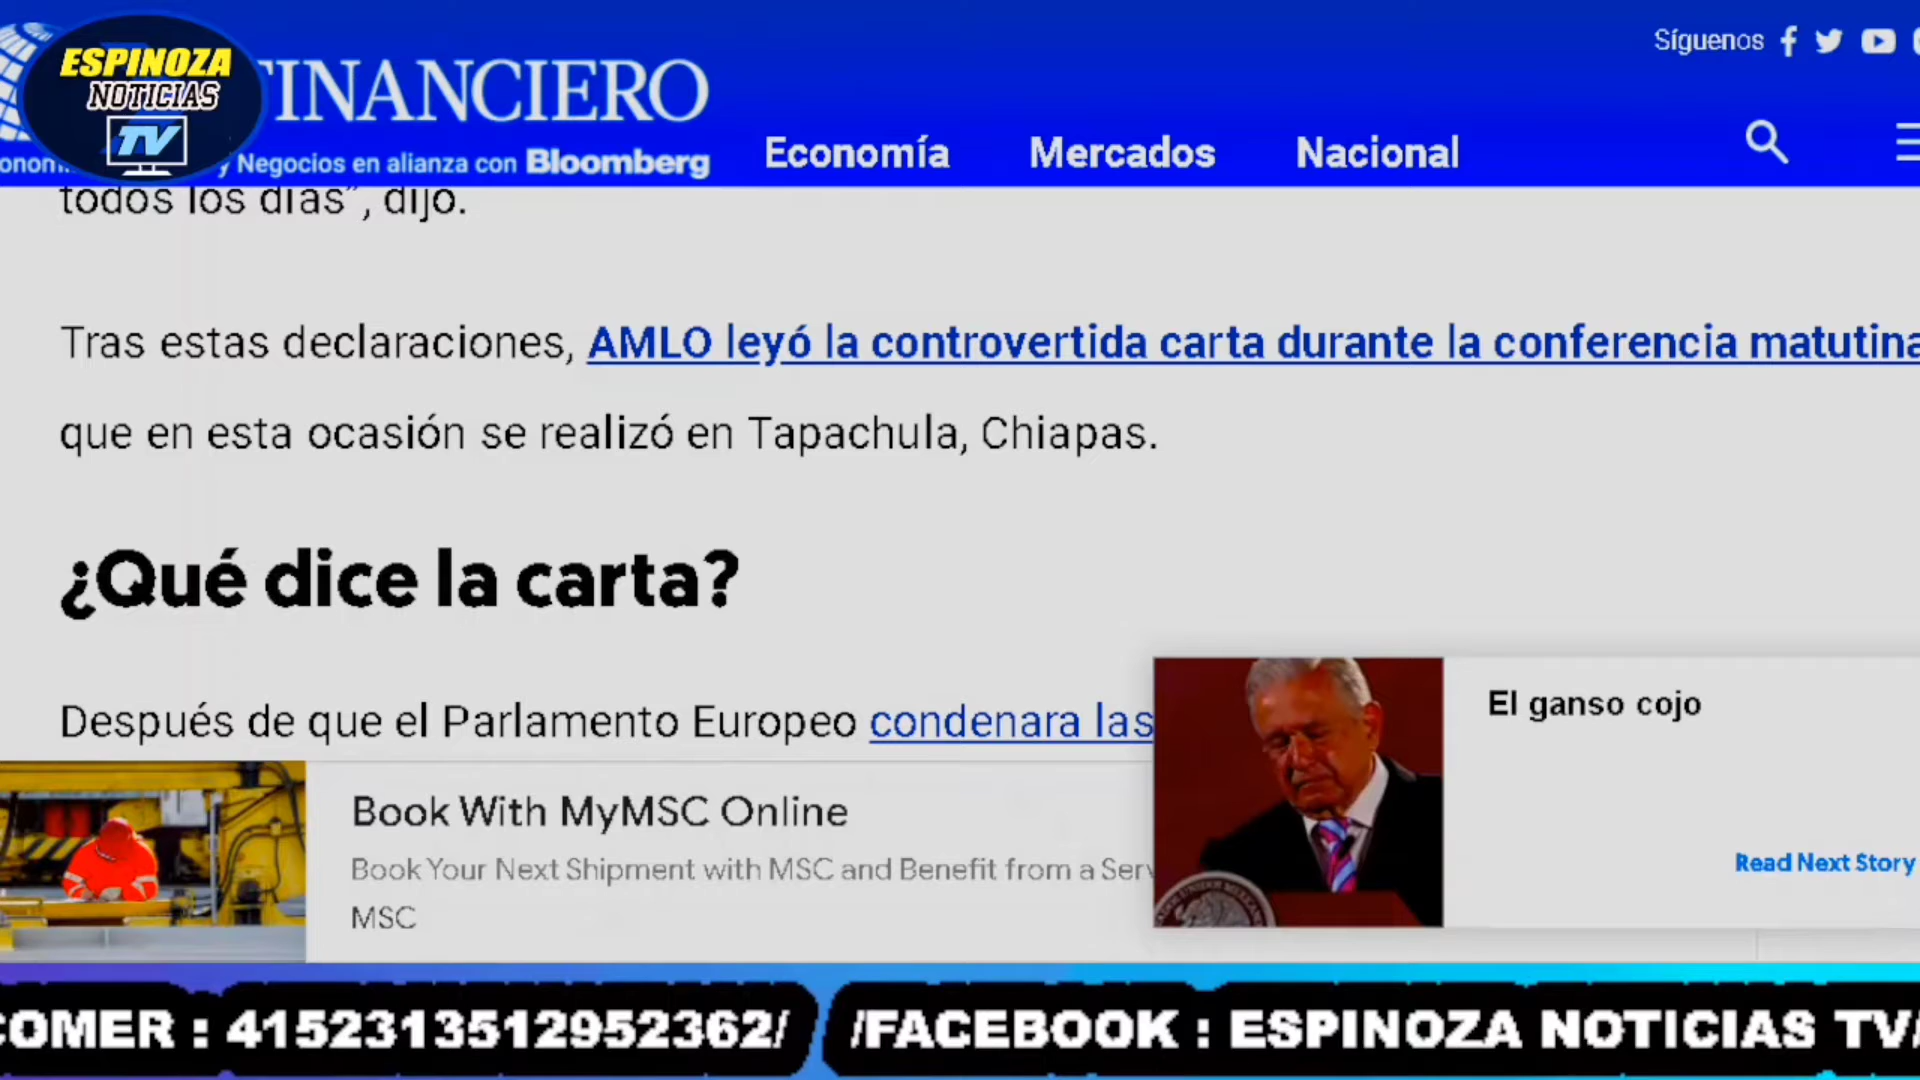 ESPINOZA
NOTICIAS
TV
FINANCIERO
y Negocios en alianza con Bloomberg
Economía
Mercados
Nacional
Síguenos
todos los días”, dijo.
Tras estas declaraciones, AMLO leyó la controvertida carta durante la conferencia matutina
que en esta ocasión se realizó en Tapachula, Chiapas.
¿Qué dice la carta?
Después de que el Parlamento Europeo condenara las
El ganso cojo
Read Next Story
Book With MyMSC Online
Book Your Next Shipment with MSC and Benefit from a Serv
MSC
COMER : 4152313512952362/ /FACEBOOK : ESPINOZA NOTICIAS TV/